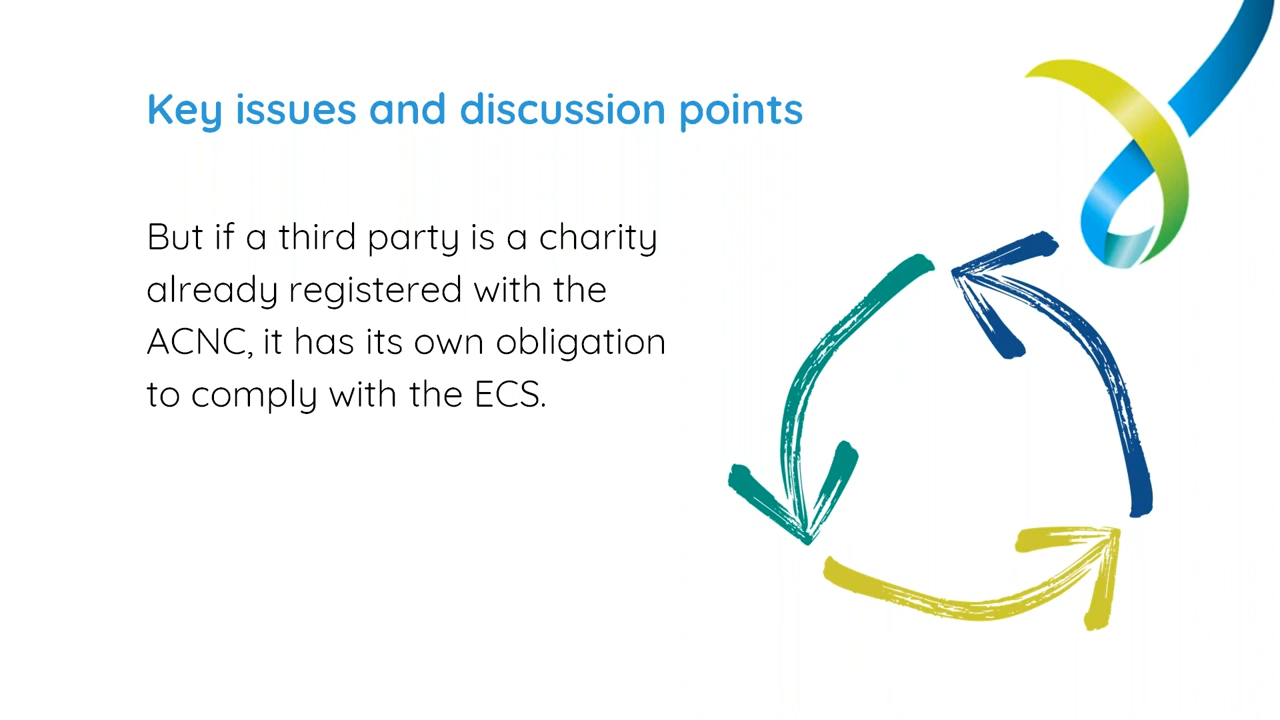 Key issues and discussion points
But if a third party is a charity
already registered with the
ACNC, it has its own obligation
to comply with the ECS.